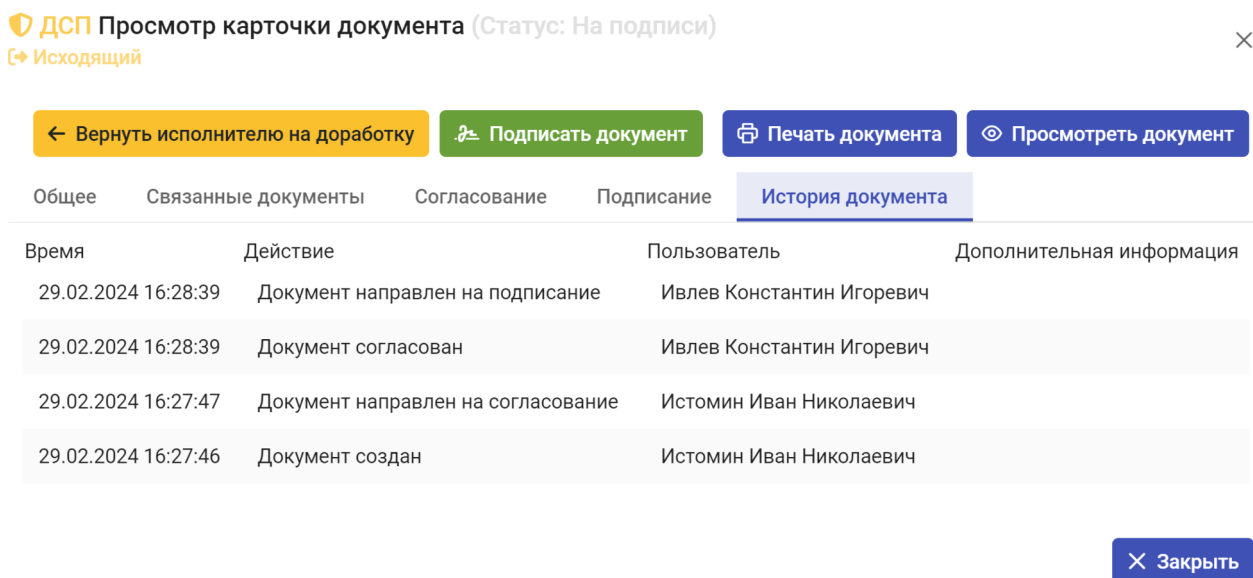 ДСП Просмотр карточки документа (Статус: На подписи)
Исходящий
Вернуть исполнителю на доработку Подписать документ Печать документа Просмотреть документ
Общее Связанные документы Согласование Подписание История документа
Время Действие Пользователь Дополнительная информация
29.02.2024 16:28:39 Документ направлен на подписание Ивлев Константин Игоревич
29.02.2024 16:28:39 Документ согласован Ивлев Константин Игоревич
29.02.2024 16:27:47 Документ направлен на согласование Истомин Иван Николаевич
29.02.2024 16:27:46 Документ создан Истомин Иван Николаевич
Закрыть